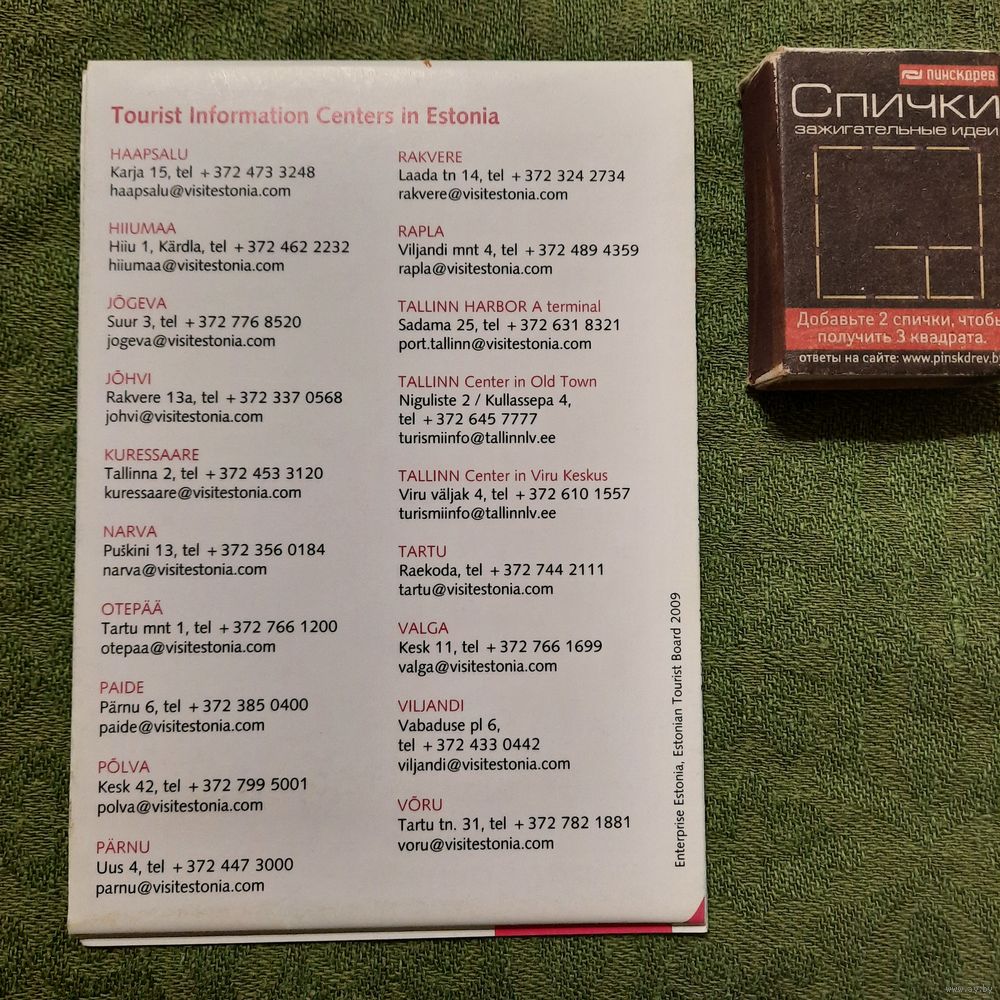 Tourist Information Centers in Estonia
HAAPSALU
Karja 15, tel +372 473 3248
haapsalu@visitestonia.com
HIIUMAA
Hiiu 1, Kärdla, tel +372 462 2232
hiiumaa@visitestonia.com
JÕGEVA
Suur 3, tel +372 776 8520
jogeva@visitestonia.com
JÕHVI
Rakvere 13a, tel +372 337 0568
johvi@visitestonia.com
KURESSAARE
Tallinna 2, tel +372 453 3120
kuressaare@visitestonia.com
NARVA
Puškini 13, tel +372 356 0184
narva@visitestonia.com
OTEPÄÄ
Tartu mnt 1, tel +372 766 1200
otepaa@visitestonia.com
PAIDE
Pärnu 6, tel +372 385 0400
paide@visitestonia.com
PÕLVA
Kesk 42, tel +372 799 5001
polva@visitestonia.com
PÄRNU
Uus 4, tel +372 447 3000
parnu@visitestonia.com
RAKVERE
Laada tn 14, tel +372 324 2734
rakvere@visitestonia.com
RAPLA
Viljandi mnt 4, tel +372 489 4359
rapla@visitestonia.com
TALLINN HARBOR A terminal
Sadama 25, tel +372 631 8321
port.tallinn@visitestonia.com
TALLINN Center in Old Town
Niguliste 2 / Kullassepa 4,
tel +372 645 7777
turismiinfo@tallinnlv.ee
TALLINN Center in Viru Keskus
Viru väljak 4, tel +372 610 1557
turismiinfo@tallinnlv.ee
TARTU
Raekoda, tel +372 744 2111
tartu@visitestonia.com
VALGA
Kesk 11, tel +372 766 1699
valga@visitestonia.com
VILJANDI
Vabaduse pl 6,
tel +372 433 0442
viljandi@visitestonia.com
VÕRU
Tartu tn. 31, tel +372 782 1881
voru@visitestonia.com
Enterprise Estonia, Estonian Tourist Board 2009
ПИНСКДРЕВ
Спички
зажигательные идеи
Добавьте 2 спички, чтобы
получить 3 квадрата.
ответы на сайте: www.pinskdrev.by
www.ay.by